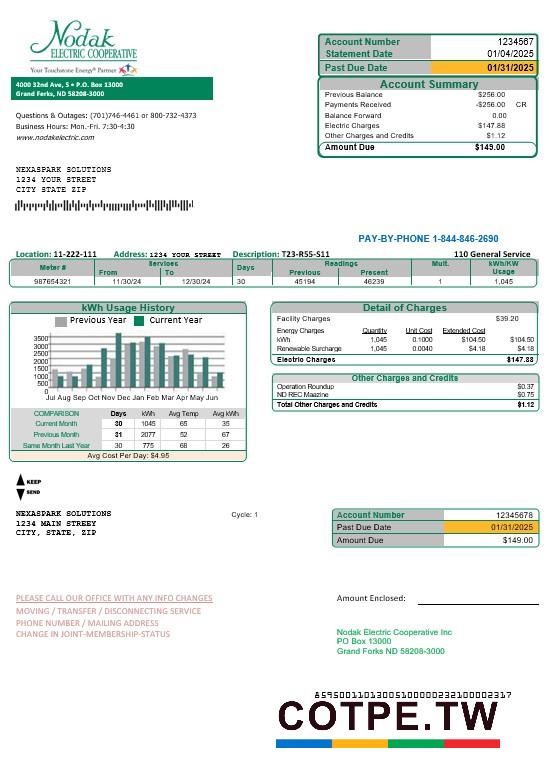 Nodak
ELECTRIC COOPERATIVE
Your Touchstone Energy® Partner
4000 32nd Ave, S • P.O. Box 13000
Grand Ferks, ND 58208-3000
Questions & Outages: (701)746-4461 or 800-732-4373
Business Hours: Mon.-Fri. 7:30-4:30
www.nodakelectric.com
Account Number 1234567
Statement Date 01/04/2025
Past Due Date 01/31/2025
Account Summary
Previous Balance $256.00
Payments Received -$256.00 CR
Balance Forward 0.00
Electric Charges $147.88
Other Charges and Credits $1.12
Amount Due $149.00
NEXASPARK SOLUTIONS
1234 YOUR STREET
CITY STATE ZIP
PAY-BY-PHONE 1-844-846-2690
Location: 11-222-111 Address: 1234 YOUR STREET Description: T23-R55-S11 110 General Service
Meter # Services From To Days Readings Previous Present Mult. kWh/KW Usage
987654321 11/30/24 12/30/24 30 45194 46239 1 1,045
kWh Usage History
Previous Year Current Year
3500
3000
2500
2000
1500
1000
500
0
Jul Aug Sep Oct Nov Dec Jan Feb Mar Apr May Jun
COMPARISON Days kWh Avg Temp Avg kWh
Current Month 30 1045 65 35
Previous Month 31 2077 52 67
Same Month Last Year 30 775 68 26
Avg Cost Per Day: $4.95
Detail of Charges
Facility Charges $39.20
Energy Charges Quantity Unit Cost Extended Cost
kWh 1,045 0.1000 $104.50 $104.50
Renewable Surcharge 1,045 0.0040 $4.18 $4.18
Electric Charges $147.88
Other Charges and Credits
Operation Roundup $0.37
ND REC Maazine $0.75
Total Other Charges and Credits $1.12
KEEP
SEND
NEXASPARK SOLUTIONS
1234 MAIN STREEY
CITY, STATE, ZIP
Cycle: 1
Account Number 12345678
Past Due Date 01/31/2025
Amount Due $149.00
PLEASE CALL OUR OFFICE WITH ANY INFO CHANGES
MOVING / TRANSFER / DISCONNECTING SERVICE
PHONE NUMBER / MAILING ADDRESS
CHANGE IN JOINT-MEMBERSHIP-STATUS
Amount Enclosed:
Nodak Electric Cooperative Inc
PO Box 13000
Grand Forks ND 58208-3000
COTPE.TW